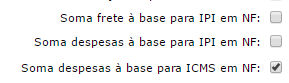 Soma frete à base para IPI em NF:
Soma despesas à base para IPI em NF:
Soma despesas à base para ICMS em NF: